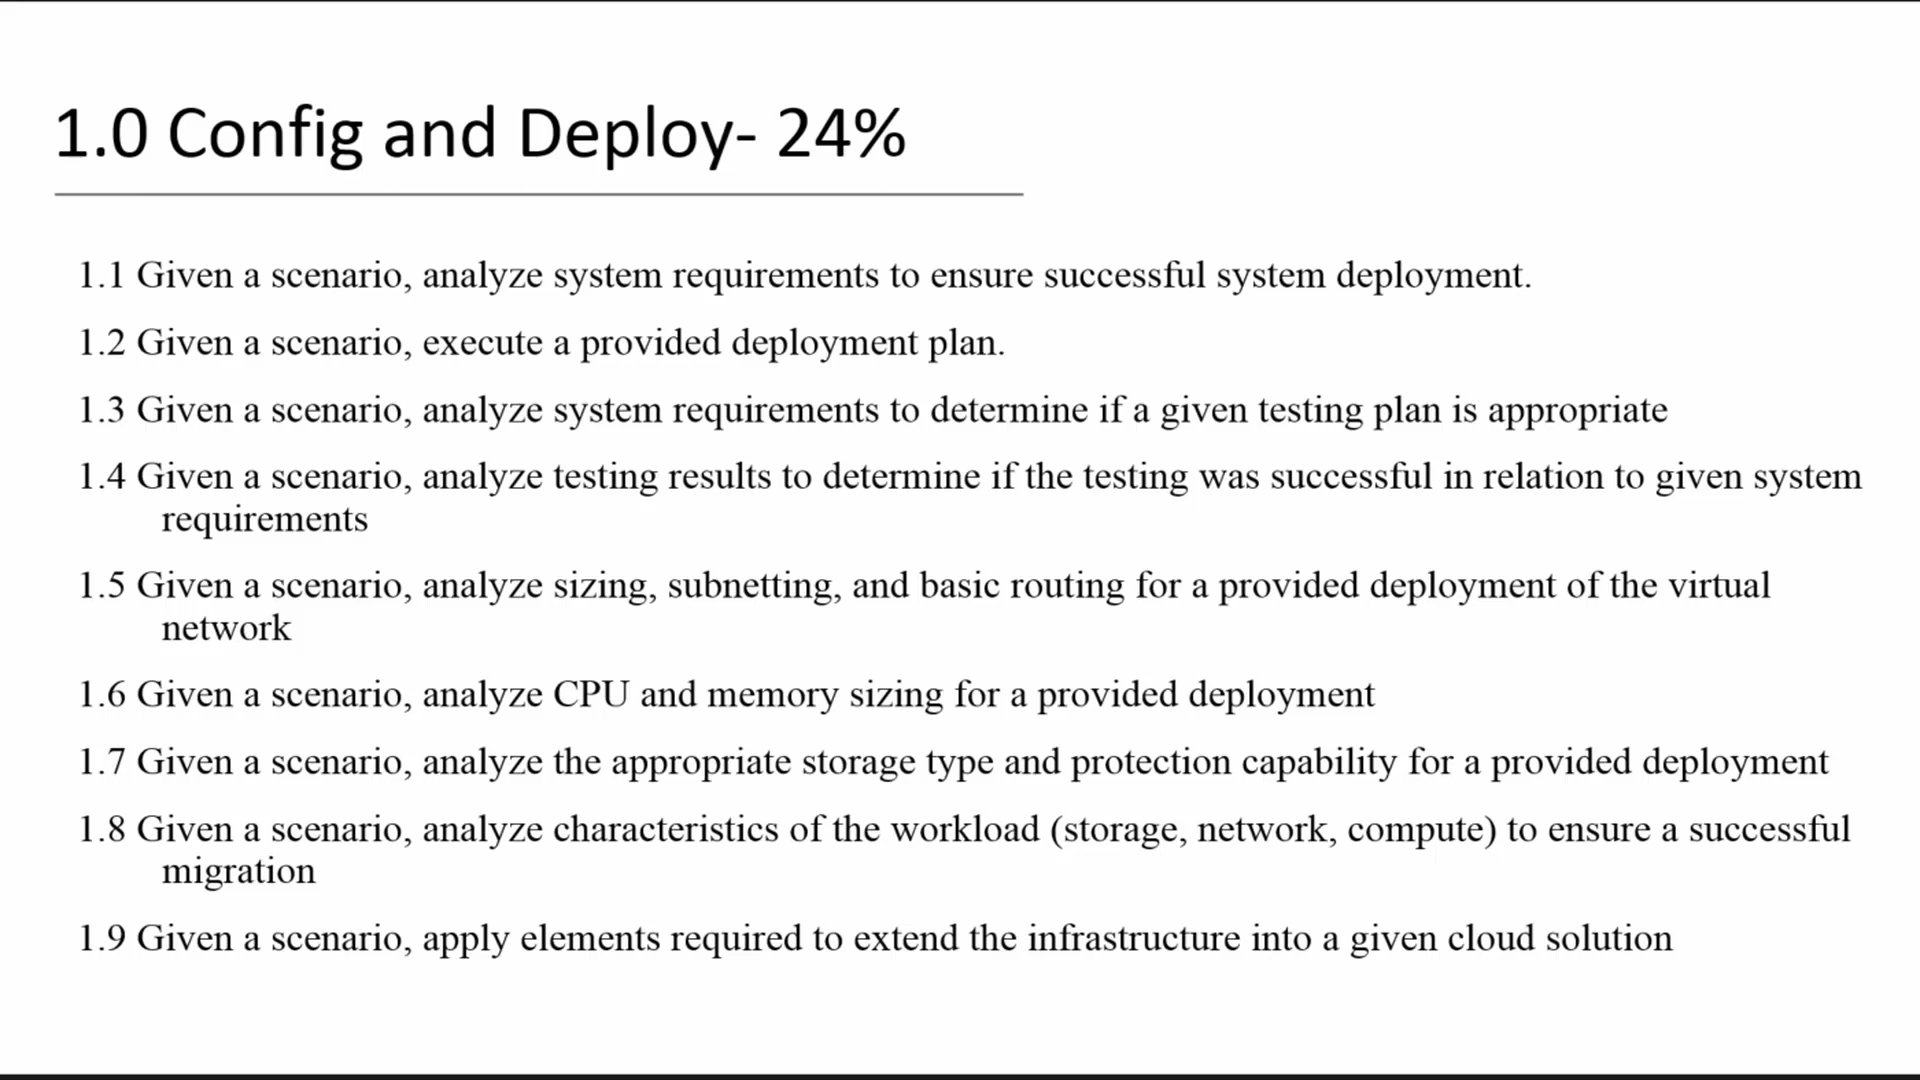 1.0 Config and Deploy- 24%
1.1 Given a scenario, analyze system requirements to ensure successful system deployment.
1.2 Given a scenario, execute a provided deployment plan.
1.3 Given a scenario, analyze system requirements to determine if a given testing plan is appropriate
1.4 Given a scenario, analyze testing results to determine if the testing was successful in relation to given system
requirements
1.5 Given a scenario, analyze sizing, subnetting, and basic routing for a provided deployment of the virtual
network
1.6 Given a scenario, analyze CPU and memory sizing for a provided deployment
1.7 Given a scenario, analyze the appropriate storage type and protection capability for a provided deployment
1.8 Given a scenario, analyze characteristics of the workload (storage, network, compute) to ensure a successful
migration
1.9 Given a scenario, apply elements required to extend the infrastructure into a given cloud solution